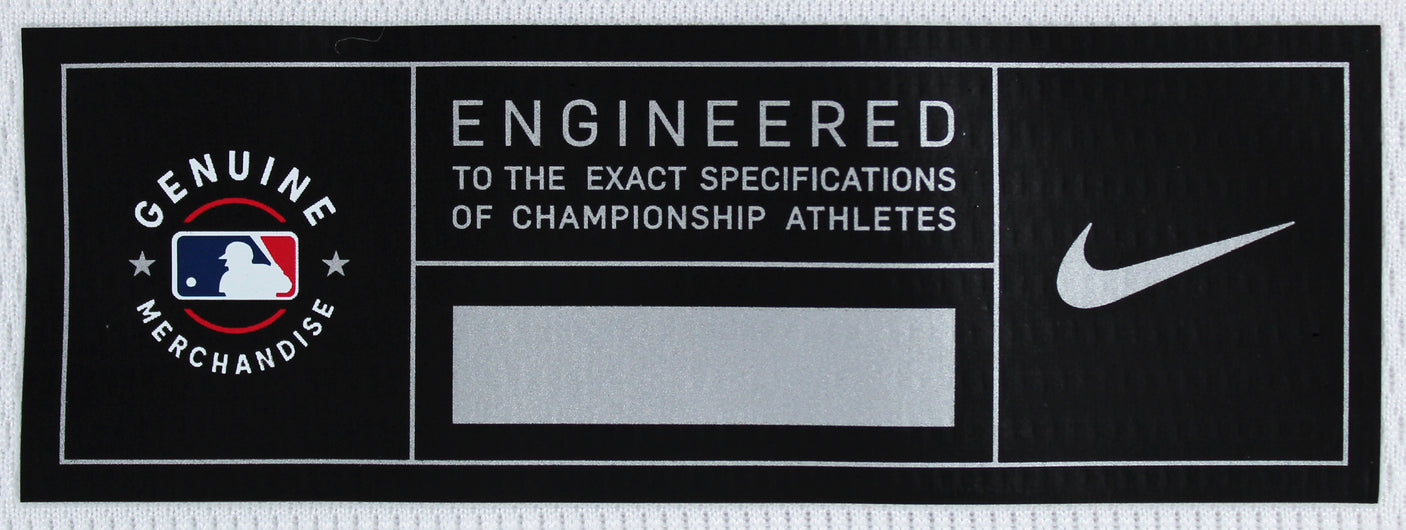 GENUINE
MERCHANDISE
ENGINEERED
TO THE EXACT SPECIFICATIONS
OF CHAMPIONSHIP ATHLETES